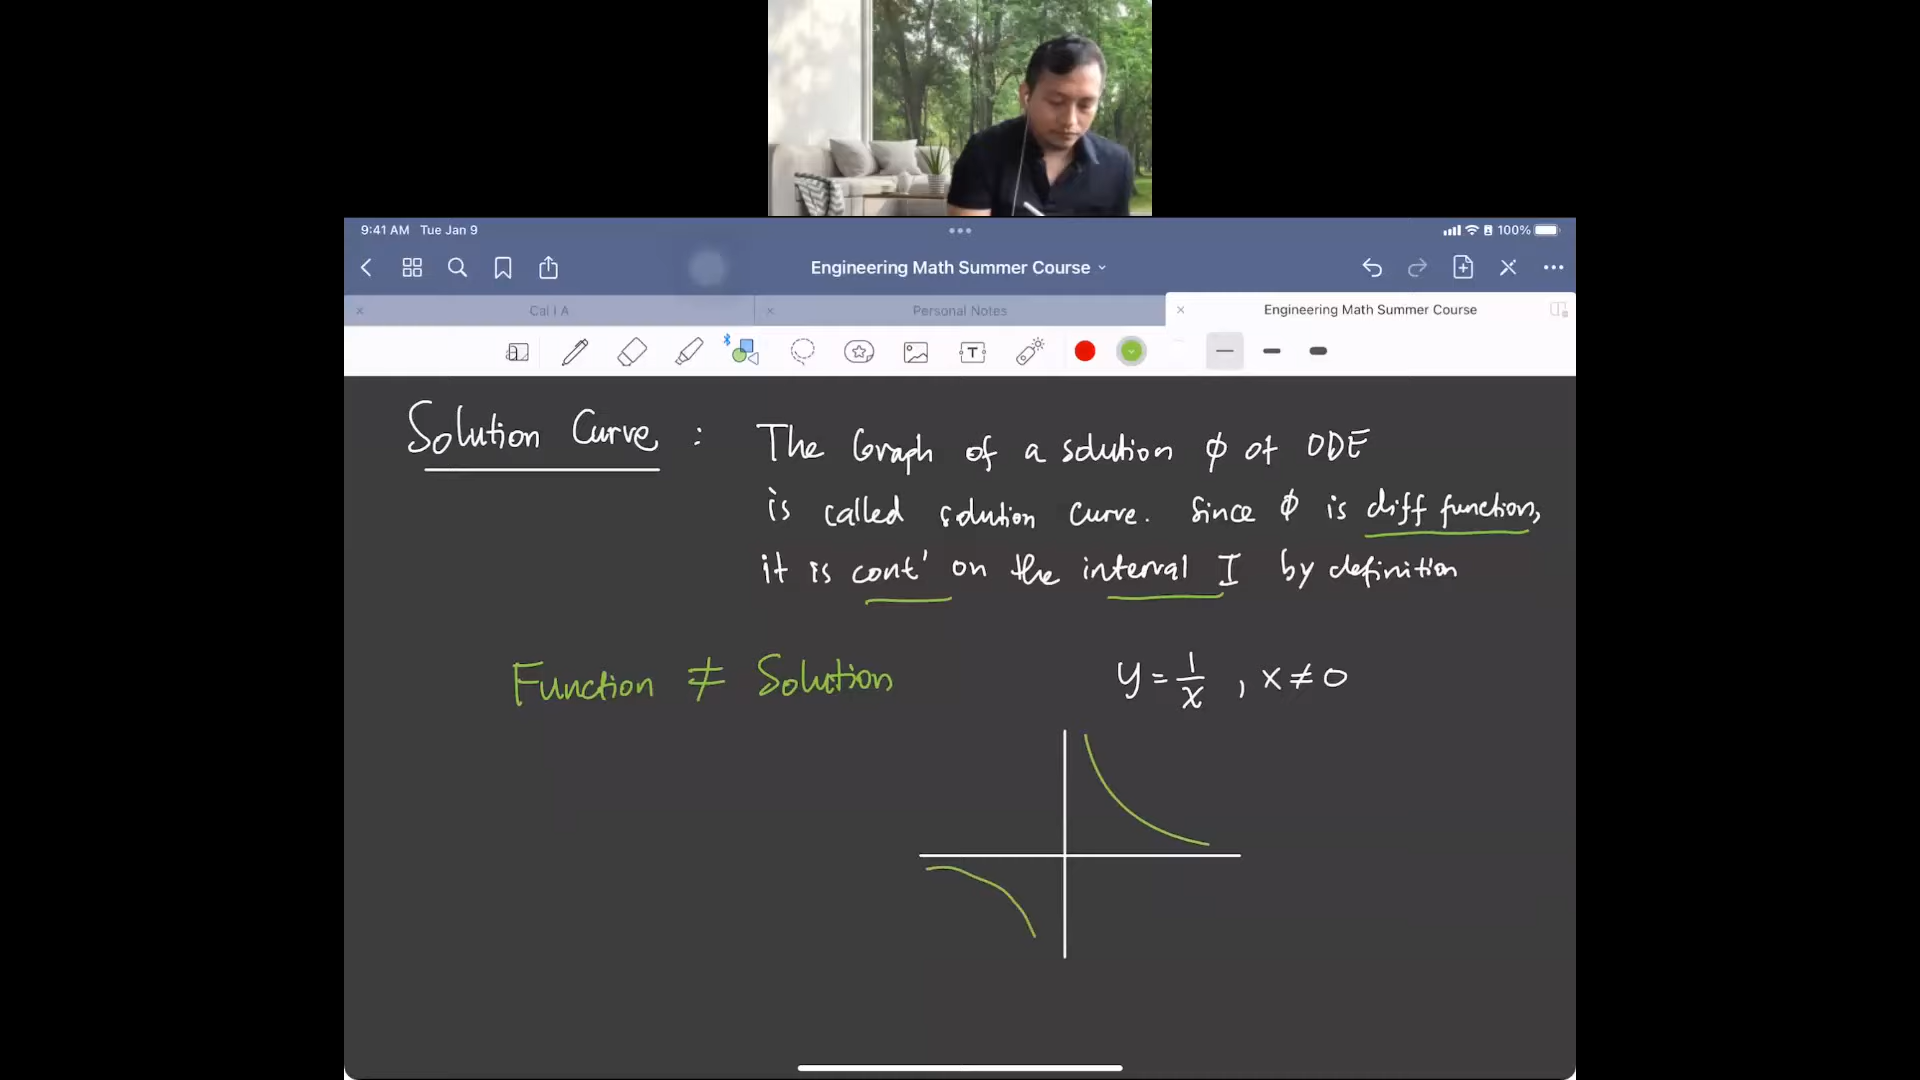 9:41 AM Tue Jan 9
100%
Engineering Math Summer Course
Cal I A
Personal Notes
Engineering Math Summer Course
Solution Curve : The Graph of a solution ϕ of ODE
is called solution curve. Since ϕ is diff function,
it is cont' on the interval I by definition
Function ≠ Solution
y = 1/x , x ≠ 0